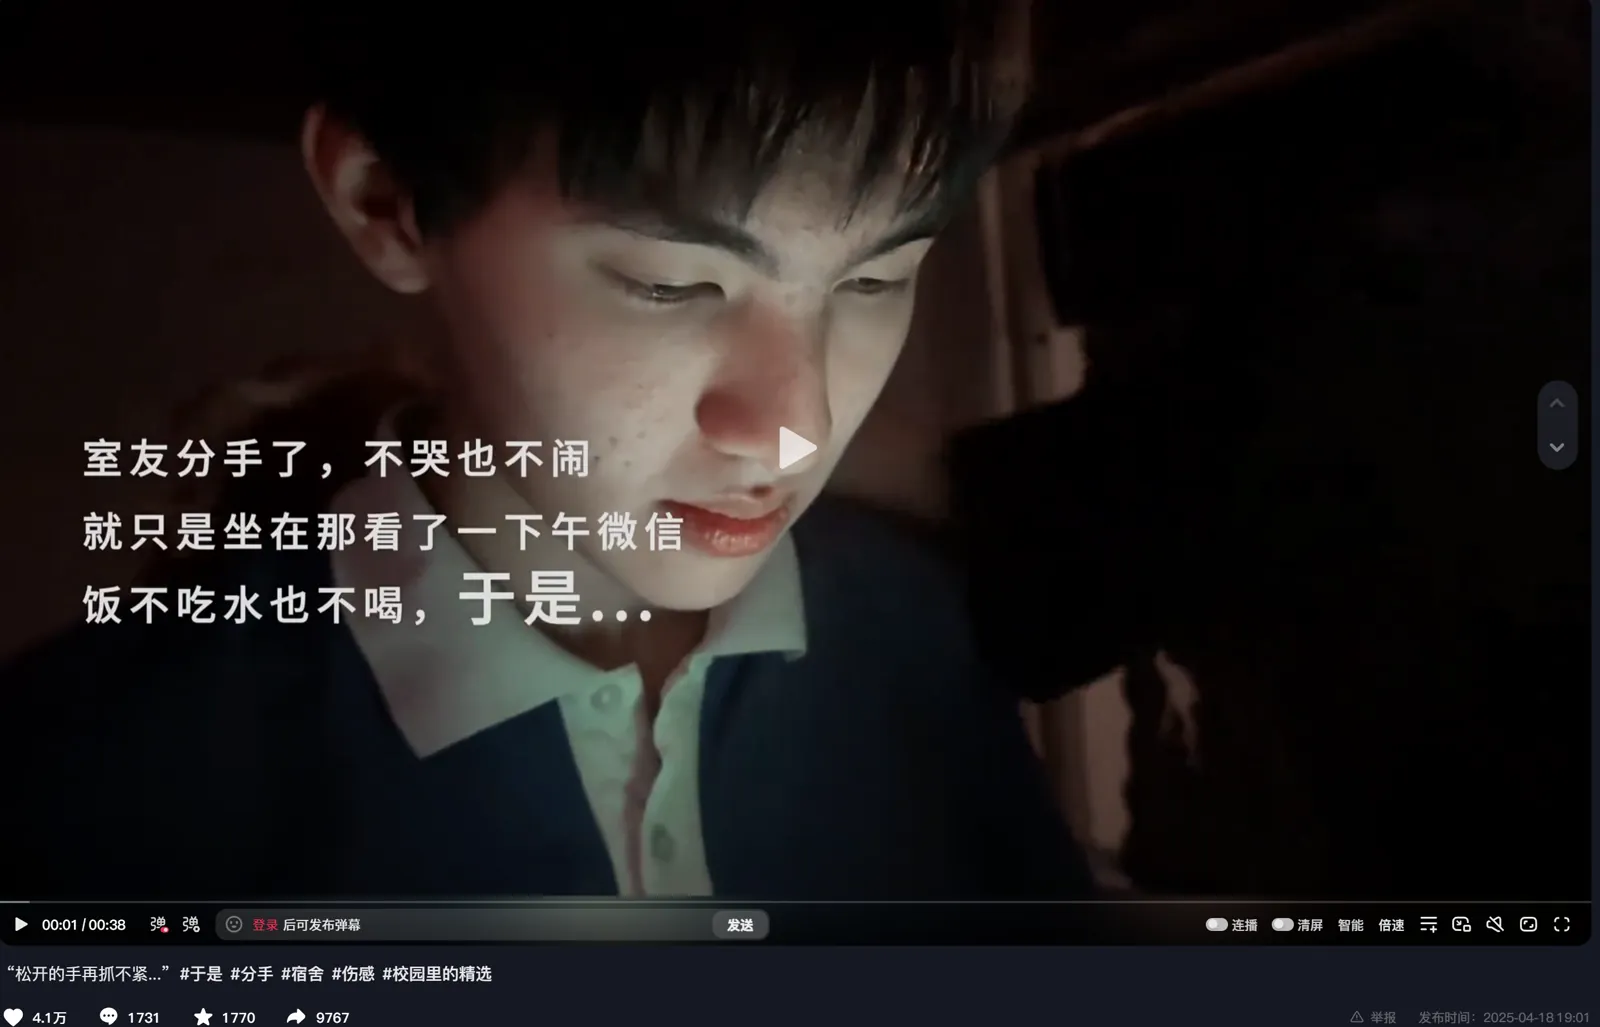 室友分手了，不哭也不闹
就只是坐在那看了一下午微信
饭不吃水也不喝，于是...
00:01 / 00:38 弹 弹 登录 后可发布弹幕 发送 连播 清屏 智能 倍速
“松开的手再抓不紧...” #于是 #分手 #宿舍 #伤感 #校园里的精选
4.1万 1731 1770 9767 举报 发布时间：2025-04-18 19:01